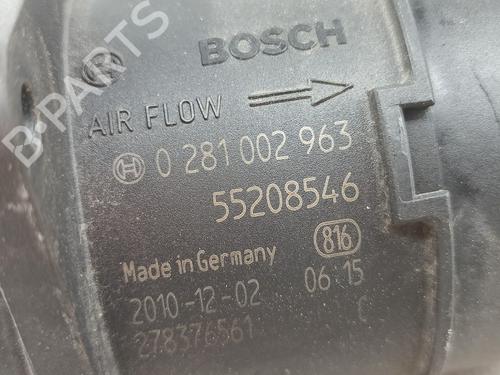 BOSCH
AIR FLOW
0 281 002 963
55208546
Made in Germany 816
2010-12-02 06 15
278376561
B-PARTS